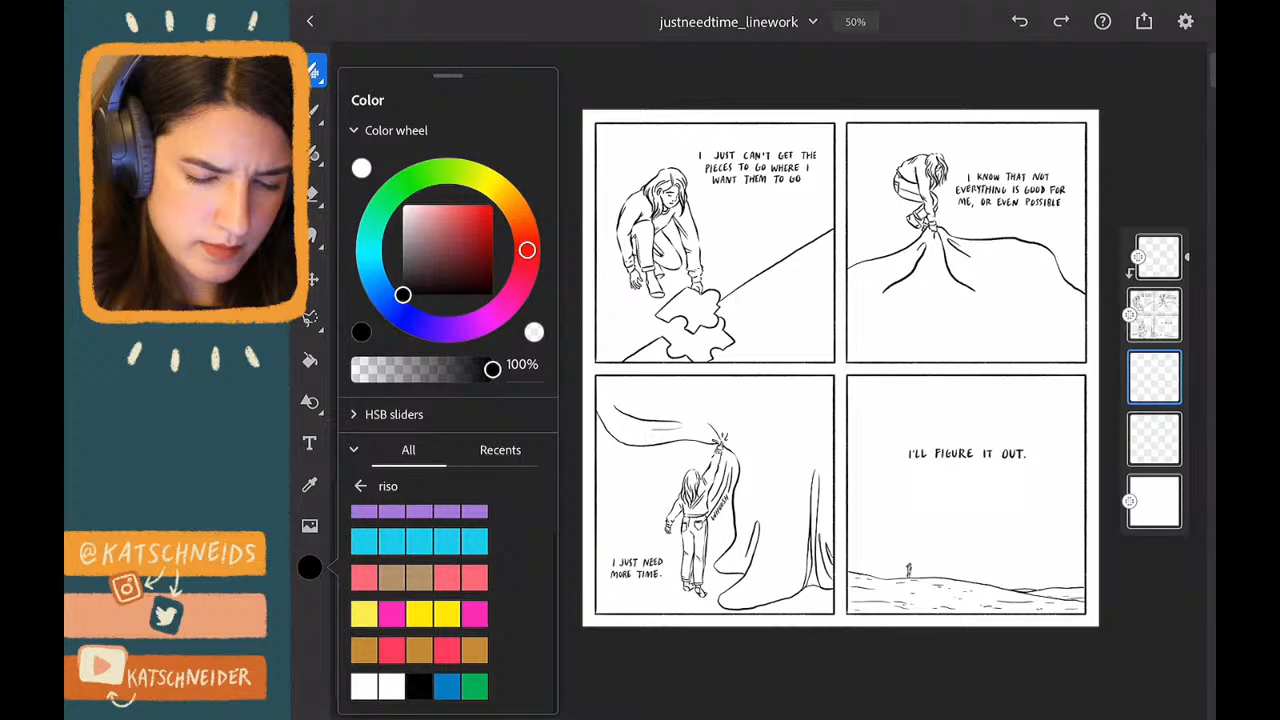 justneedtime_linework
50%
Color
Color wheel
100%
HSB sliders
All
Recents
riso
I JUST CAN'T GET THE
PIECES TO GO WHERE I
WANT THEM TO GO
I KNOW THAT NOT
EVERYTHING IS GOOD FOR
ME, OR EVEN POSSIBLE
I JUST NEED
MORE TIME.
I'LL FIGURE IT OUT.
@KATSCHNEIDS
KATSCHNEIDER
T